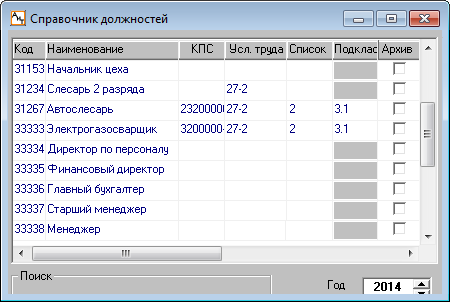 Справочник должностей
Код Наименование КПС Усл. труда Список Подклас Архив
31153 Начальник цеха
31234 Слесарь 2 разряда 27-2
31267 Автослесарь 2320000 27-2 2 3.1
33333 Электрогазосварщик 3200000 27-2 2 3.1
33334 Директор по персоналу
33335 Финансовый директор
33336 Главный бухгалтер
33337 Старший менеджер
33338 Менеджер
Поиск Год 2014